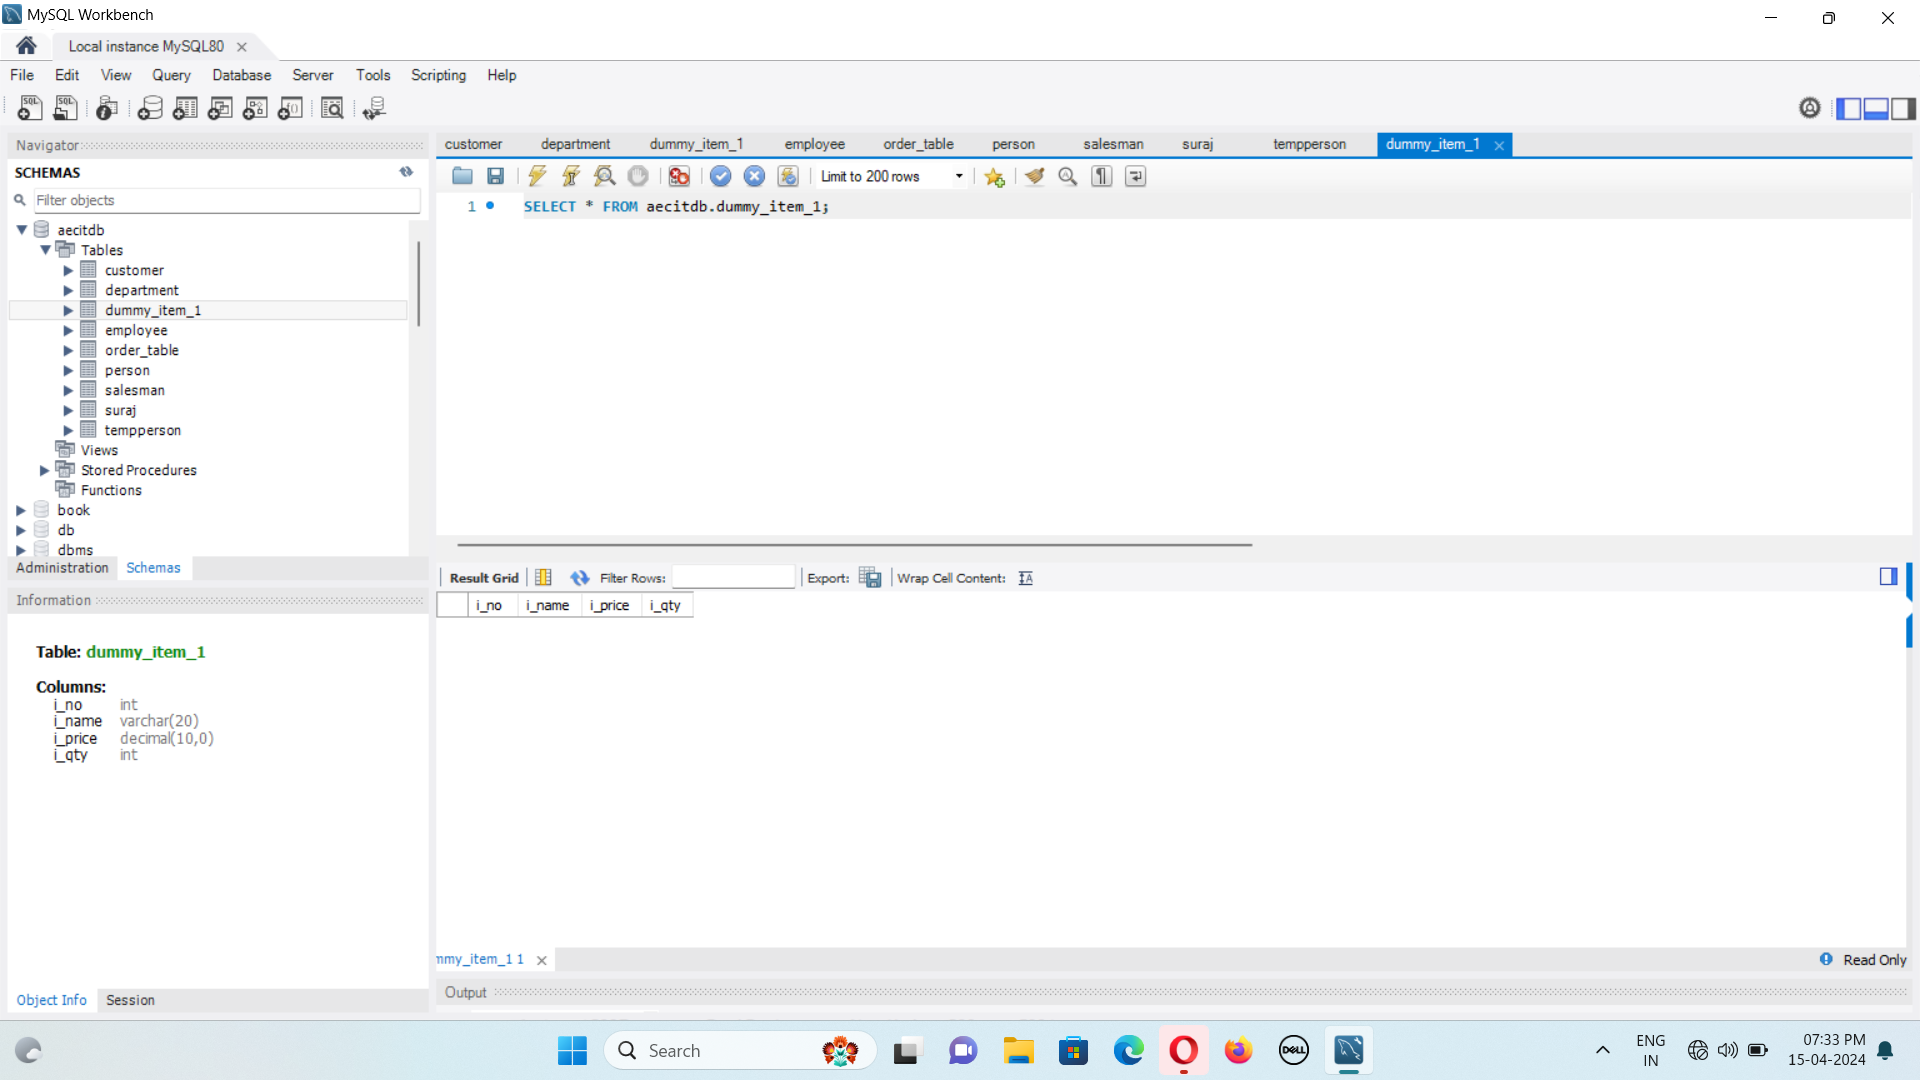 MySQL Workbench
Local instance MySQL80
File Edit View Query Database Server Tools Scripting Help
Navigator
SCHEMAS
Filter objects
aecitdb
Tables
customer
department
dummy_item_1
employee
order_table
person
salesman
suraj
tempperson
Views
Stored Procedures
Functions
book
db
dbms
Administration Schemas
Information
Table: dummy_item_1
Columns:
i_no int
i_name varchar(20)
i_price decimal(10,0)
i_qty int
Object Info Session
customer department dummy_item_1 employee order_table person salesman suraj tempperson dummy_item_1
Limit to 200 rows
1 SELECT * FROM aecitdb.dummy_item_1;
Result Grid Filter Rows: Export: Wrap Cell Content:
i_no i_name i_price i_qty
mmy_item_1 1
Read Only
Output
Search
DELL
ENG
IN
07:33 PM
15-04-2024